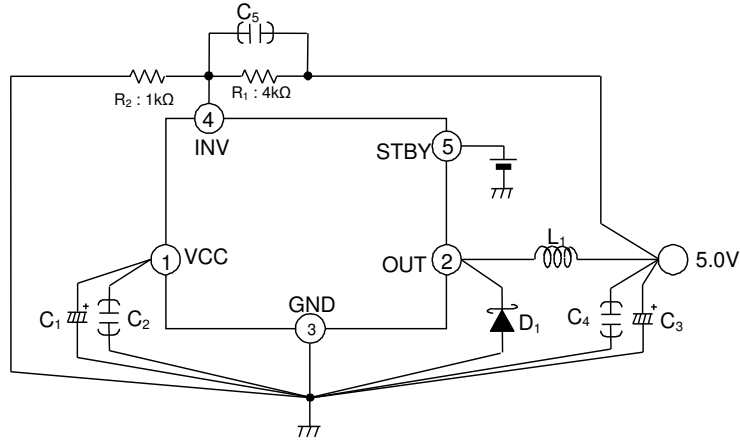 C5
R2 : 1kΩ
R1 : 4kΩ
4
INV
STBY
5
1
VCC
OUT
2
L1
5.0V
C1
+
C2
GND
3
D1
C4
+
C3